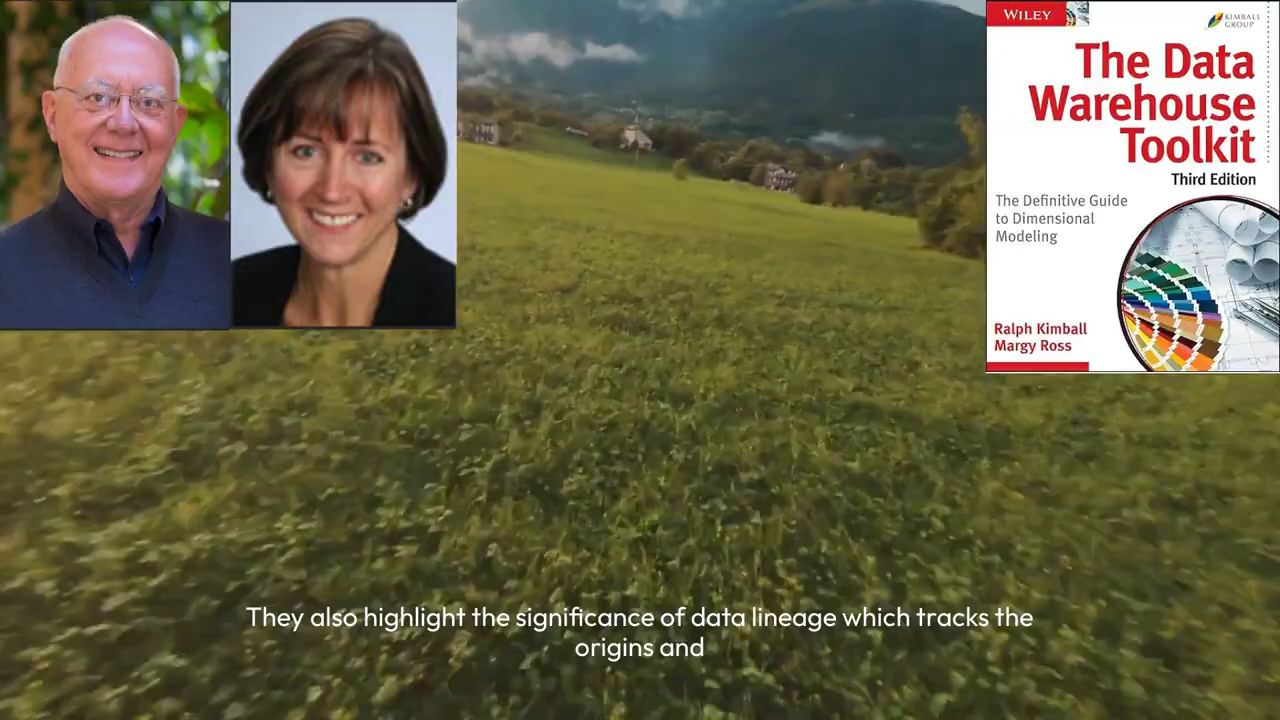 WILEY
KIMBALL
GROUP
The Data
Warehouse
Toolkit
Third Edition
The Definitive Guide
to Dimensional
Modeling
Ralph Kimball
Margy Ross
They also highlight the significance of data lineage which tracks the
origins and